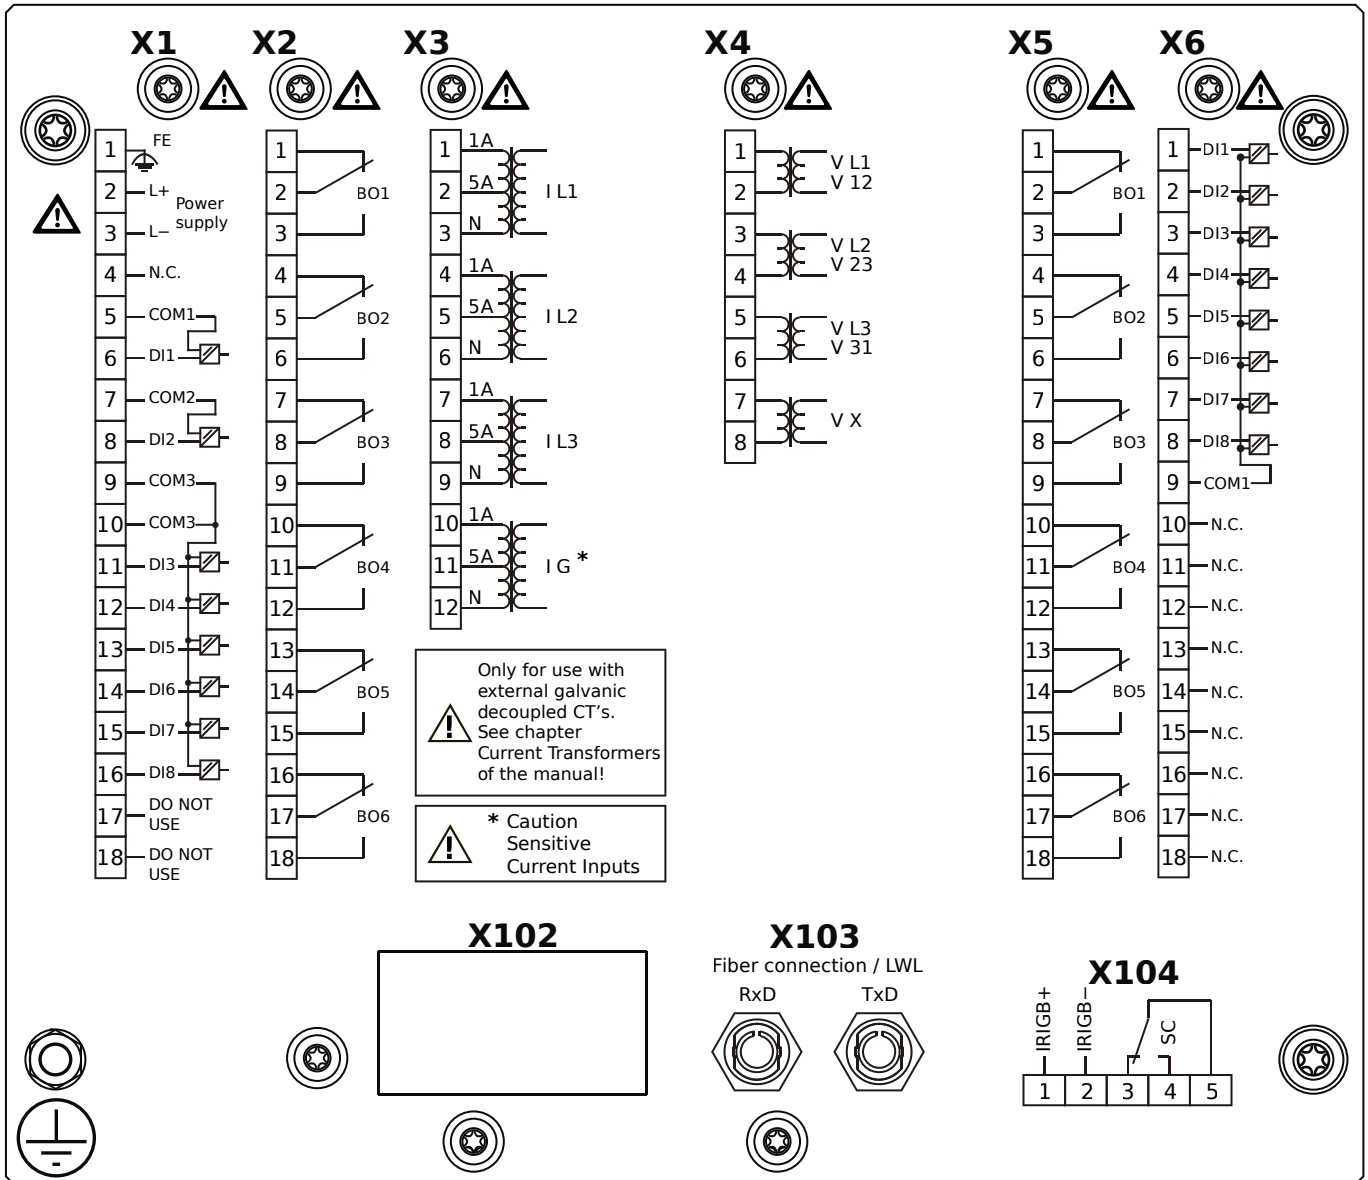 X1
X2
X3
X4
X5
X6
1 FE
2 L+
Power
supply
3 L−
4 N.C.
5 COM1
6 DI1
7 COM2
8 DI2
9 COM3
10 COM3
11 DI3
12 DI4
13 DI5
14 DI6
15 DI7
16 DI8
17 DO NOT
USE
18 DO NOT
USE
1
2 BO1
3
4
5 BO2
6
7
8 BO3
9
10
11 BO4
12
13
14 BO5
15
16
17 BO6
18
1 1A
2 5A I L1
3 N
4 1A
5 5A I L2
6 N
7 1A
8 5A I L3
9 N
10 1A
11 5A I G *
12 N
Only for use with
external galvanic
decoupled CT's.
See chapter
Current Transformers
of the manual!
* Caution
Sensitive
Current Inputs
1 V L1
2 V 12
3 V L2
4 V 23
5 V L3
6 V 31
7
V X
8
1
2 BO1
3
4
5 BO2
6
7
8 BO3
9
10
11 BO4
12
13
14 BO5
15
16
17 BO6
18
1 DI1
2 DI2
3 DI3
4 DI4
5 DI5
6 DI6
7 DI7
8 DI8
9 COM1
10 N.C.
11 N.C.
12 N.C.
13 N.C.
14 N.C.
15 N.C.
16 N.C.
17 N.C.
18 N.C.
X102
X103
Fiber connection / LWL
RxD TxD
X104
IRIGB+
IRIGB−
SC
1 2 3 4 5